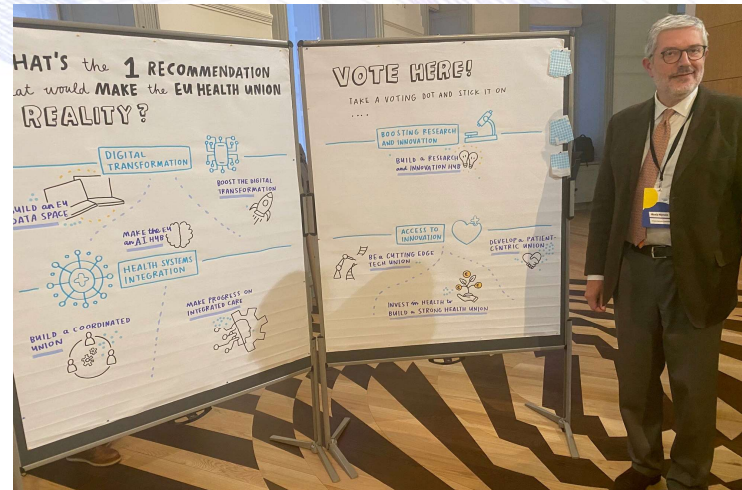 HAT'S the 1 RECOMMENDATION
at would MAKE the EU HEALTH UNION
REALITY?
DIGITAL
TRANSFORMATION
BUILD an EU
DATA SPACE
BOOST THE DIGITAL
TRANSFORMATION
MAKE the EU
an AI HUB
HEALTH SYSTEMS
INTEGRATION
MAKE PROGRESS ON
INTEGRATED CARE
BUILD a COORDINATED
UNION
VOTE HERE!
TAKE A VOTING DOT AND STICK IT ON
....
BOOSTING RESEARCH
AND INNOVATION
BUILD a RESEARCH
and INNOVATION HUB
ACCESS TO
INNOVATION
BE a CUTTING EDGE
TECH UNION
DEVELOP a PATIENT-
CENTRIC UNION
INVEST in HEALTH to
BUILD a STRONG HEALTH UNION